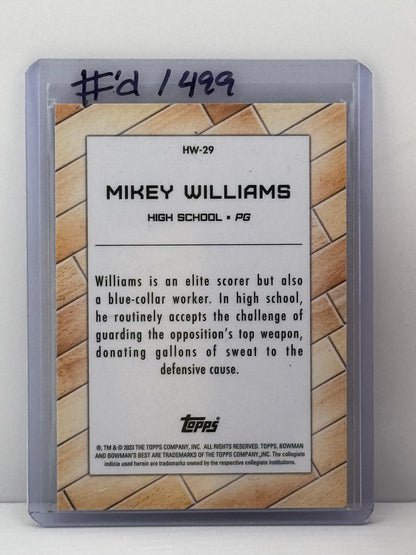 #'d / 499
HW-29
MIKEY WILLIAMS
HIGH SCHOOL • PG
Williams is an elite scorer but also
a blue-collar worker. In high school,
he routinely accepts the challenge of
guarding the opposition's top weapon,
donating gallons of sweat to the
defensive cause.
topps®
®, TM & © 2023 THE TOPPS COMPANY, INC. ALL RIGHTS RESERVED. TOPPS, BOWMAN
AND BOWMAN'S BEST ARE TRADEMARKS OF THE TOPPS COMPANY, INC. The collegiate
indicia used herein are trademarks owned by the respective collegiate institutions.